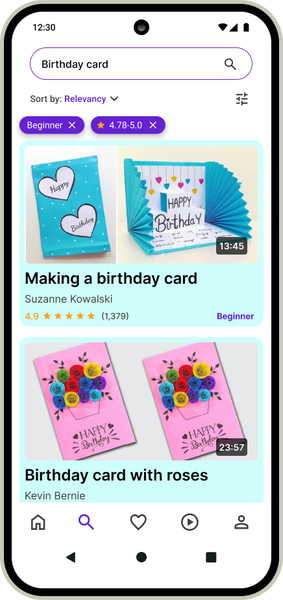 12:30
Birthday card
Sort by: Relevancy
Beginner
4.78-5.0
Happy
Birthday
HAPPY
Birthday
13:45
Making a birthday card
Suzanne Kowalski
4.9 (1,379)
Beginner
HAPPY
Birthday
HAPPY
Birthday
23:57
Birthday card with roses
Kevin Bernie